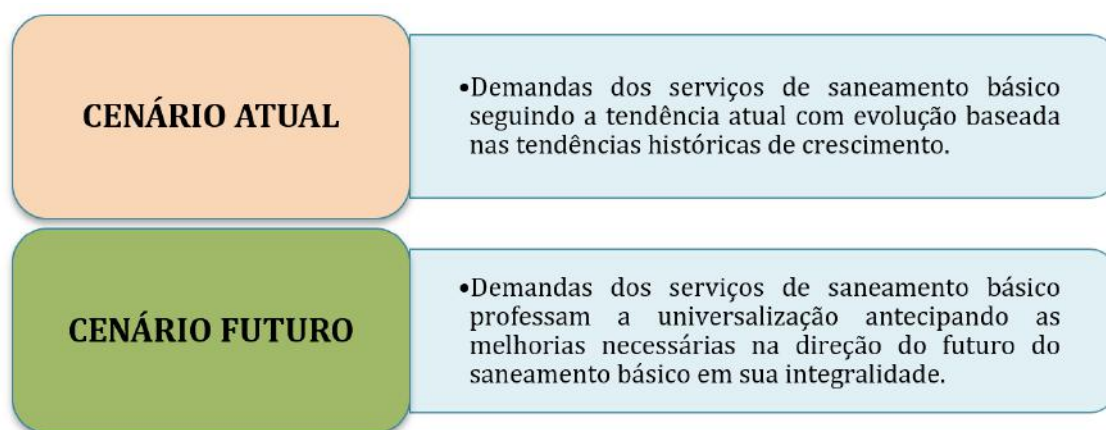 CENÁRIO ATUAL
•Demandas dos serviços de saneamento básico
seguindo a tendência atual com evolução baseada
nas tendências históricas de crescimento.
CENÁRIO FUTURO
•Demandas dos serviços de saneamento básico
professam a universalização antecipando as
melhorias necessárias na direção do futuro do
saneamento básico em sua integralidade.